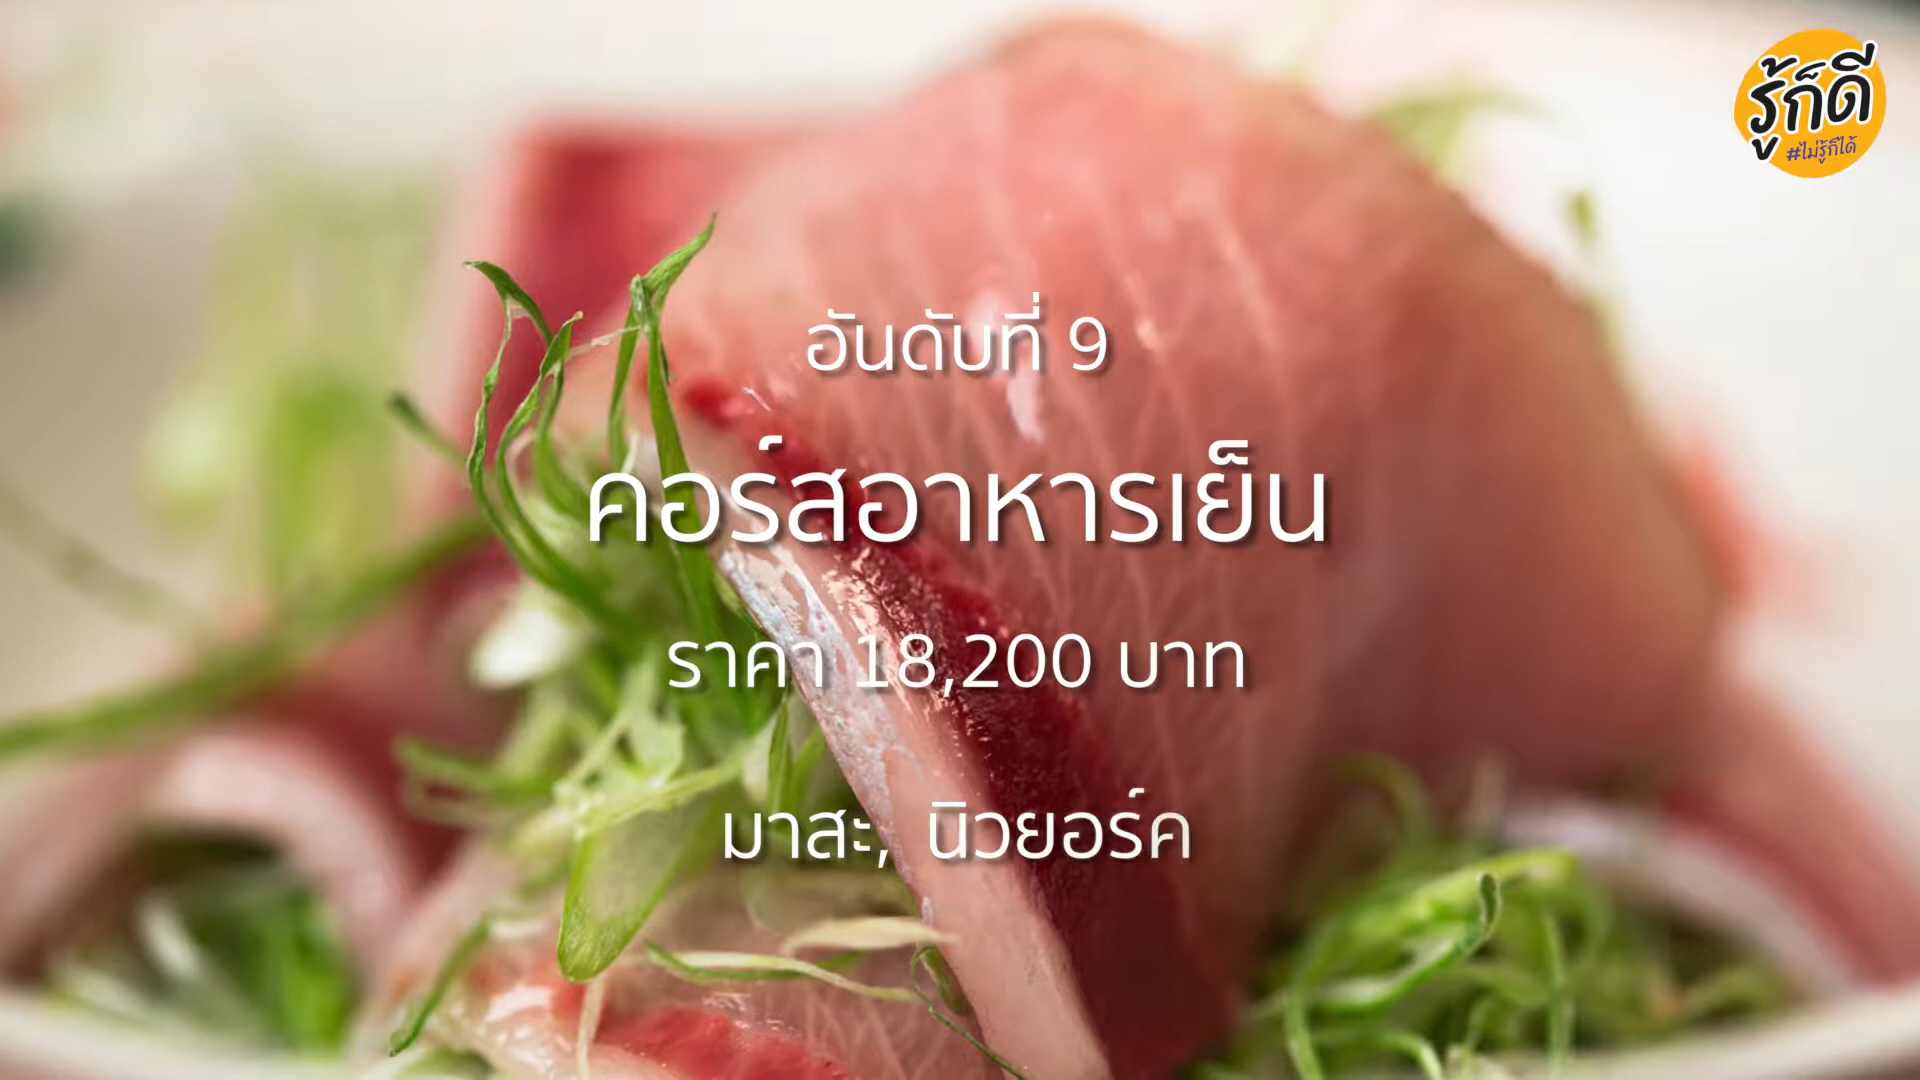 รู้ก็ดี
#ไม่รู้ก็ได้
อันดับที่ 9
คอร์สอาหารเย็น
ราคา 18,200 บาท
มาสะ, นิวยอร์ค